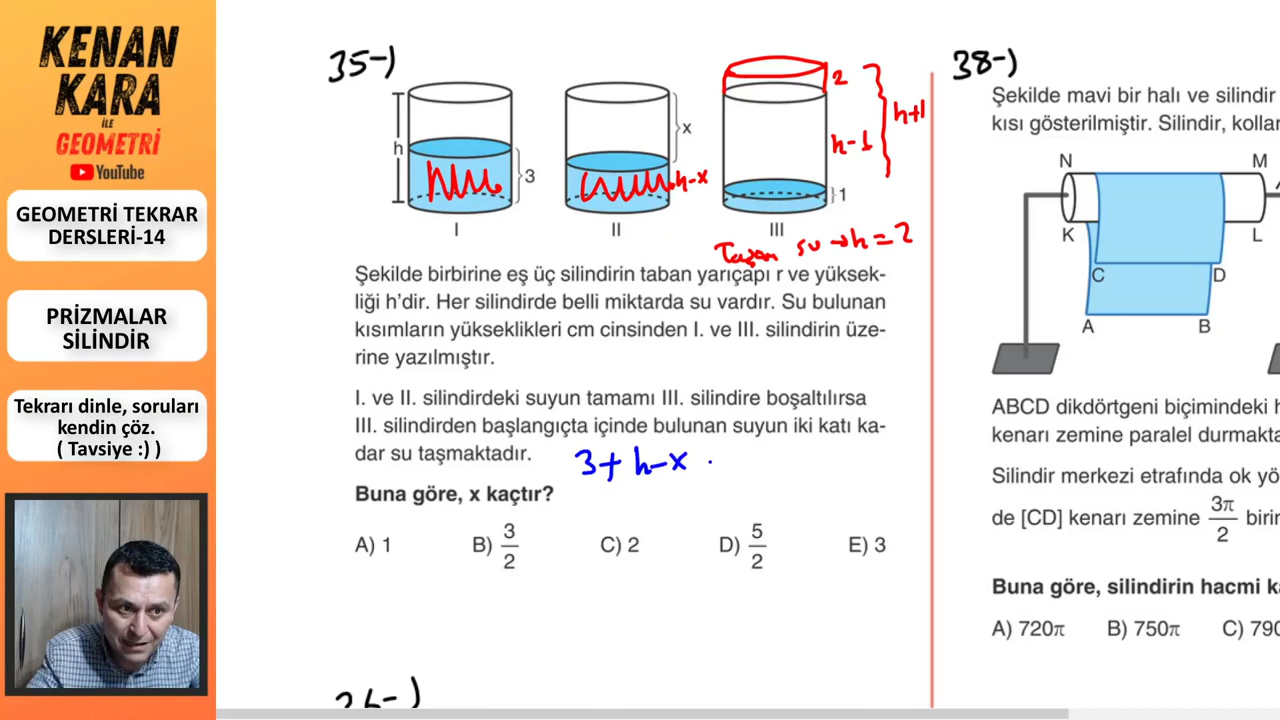 KENAN
KARA
İLE
GEOMETRİ
YouTube
GEOMETRİ TEKRAR
DERSLERİ-14
PRİZMALAR
SİLİNDİR
Tekrarı dinle, soruları
kendin çöz.
( Tavsiye :) )
35-)
h
3
I
x
h-x
II
2
h-1
h+1
1
III
Taşan su → h = 2
Şekilde birbirine eş üç silindirin taban yarıçapı r ve yüksek-
liği h'dir. Her silindirde belli miktarda su vardır. Su bulunan
kısımların yükseklikleri cm cinsinden I. ve III. silindirin üze-
rine yazılmıştır.
I. ve II. silindirdeki suyun tamamı III. silindire boşaltılırsa
III. silindirden başlangıçta içinde bulunan suyun iki katı ka-
dar su taşmaktadır.
3 + h - x
Buna göre, x kaçtır?
A) 1 B) 3/2 C) 2 D) 5/2 E) 3
36-)
38-)
Şekilde mavi bir halı ve silindir
kısı gösterilmiştir. Silindir, kollar
N
M
K
L
C
D
A
B
ABCD dikdörtgeni biçimindeki h
kenarı zemine paralel durmakta
Silindir merkezi etrafında ok yö
de [CD] kenarı zemine 3π/2 birin
Buna göre, silindirin hacmi ka
A) 720π B) 750π C) 790